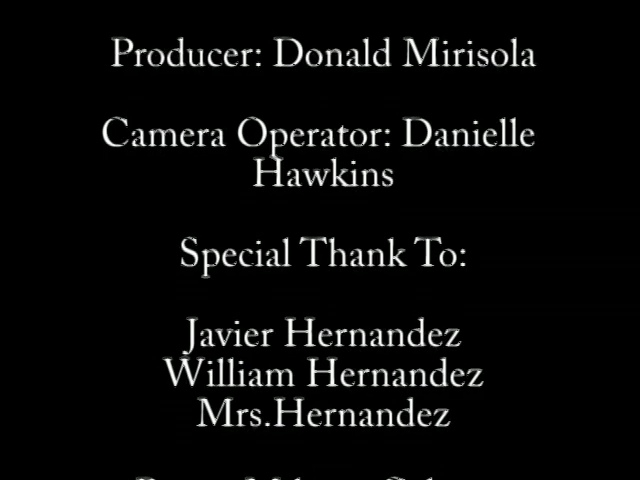 Producer: Donald Mirisola
Camera Operator: Danielle
Hawkins
Special Thank To:
Javier Hernandez
William Hernandez
Mrs.Hernandez